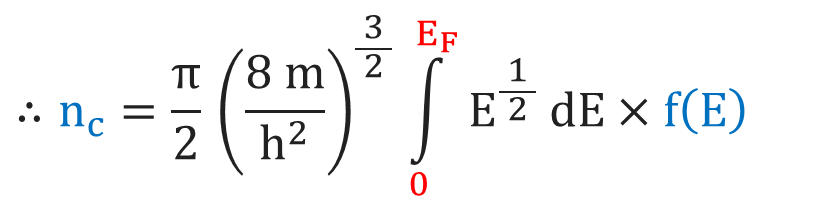 ∴ n_c = π/2 (8 m/h²)^(3/2) ∫_0^(E_F) E^(1/2) dE × f(E)